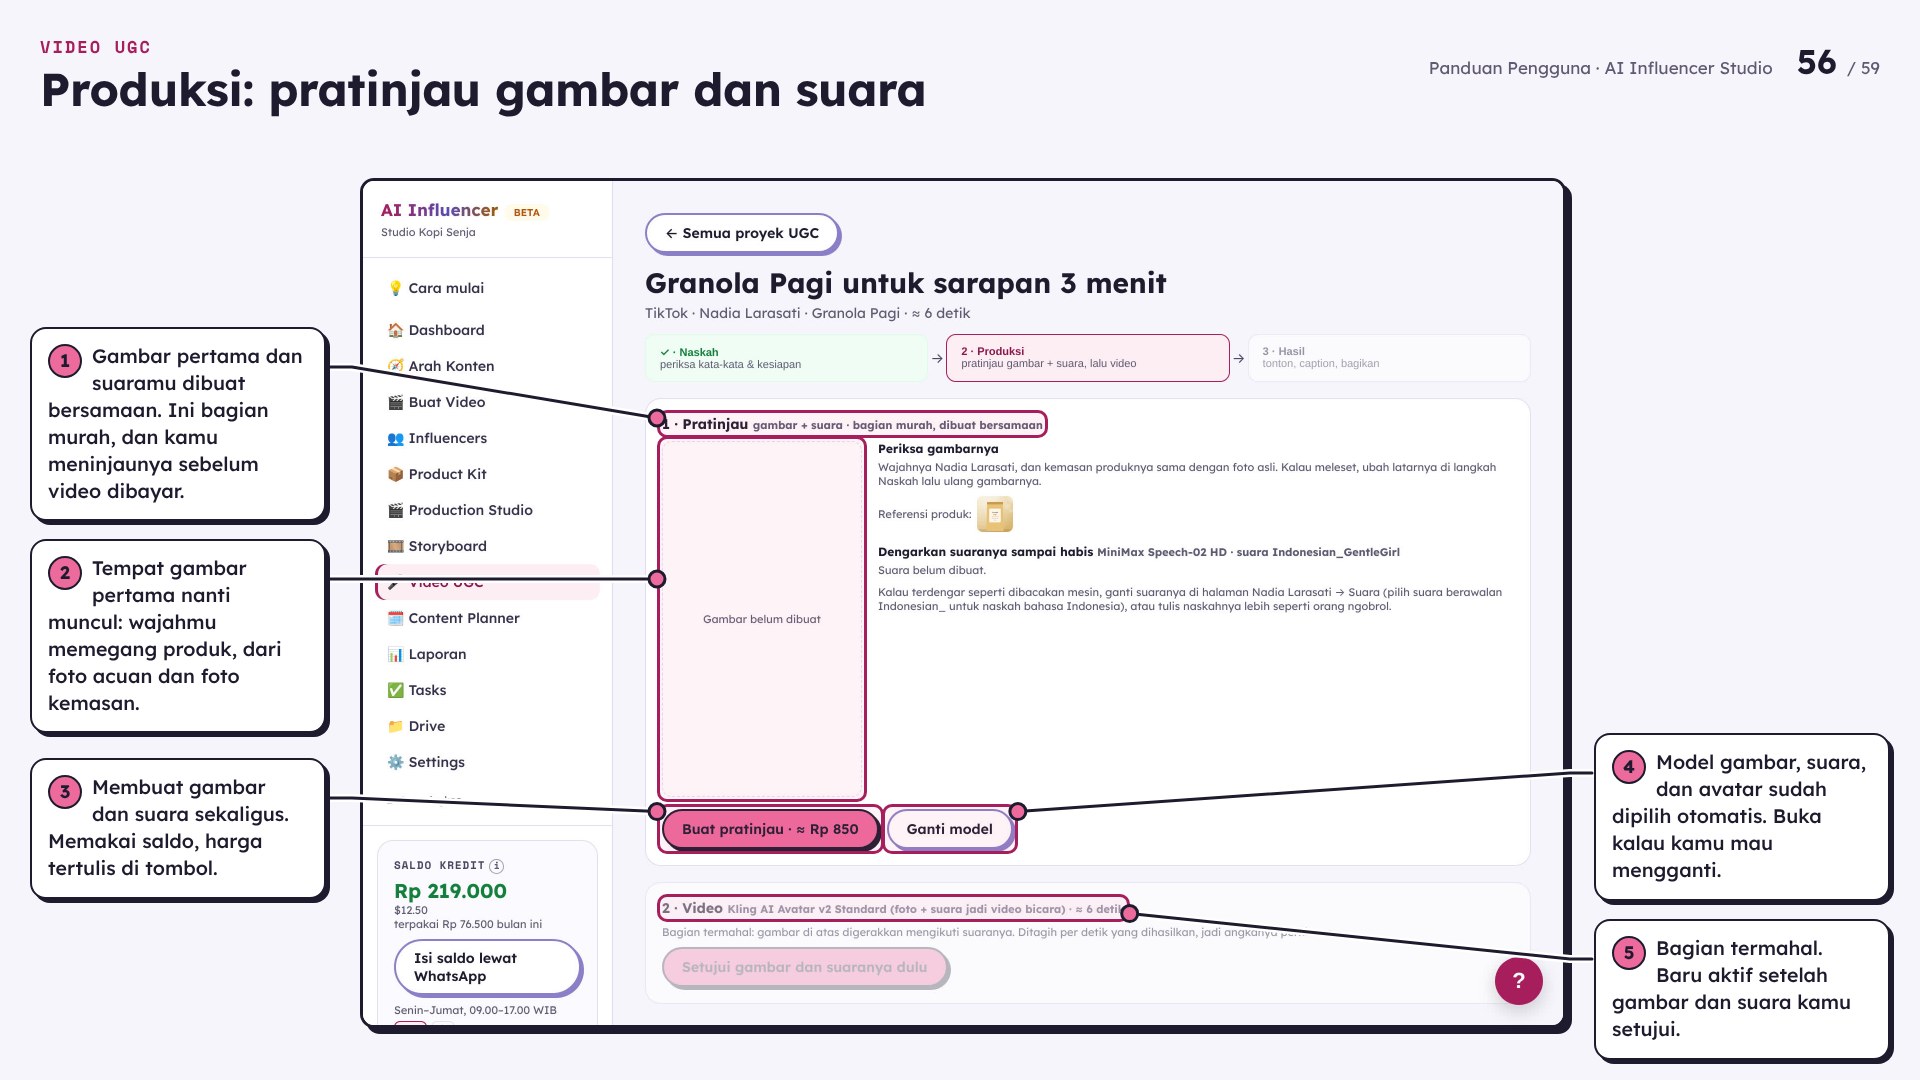 VIDEO UGC
Produksi: pratinjau gambar dan suara
Panduan Pengguna · AI Influencer Studio 56 / 59
1 Gambar pertama dan
suaramu dibuat
bersamaan. Ini bagian
murah, dan kamu
meninjaunya sebelum
video dibayar.
2 Tempat gambar
pertama nanti
muncul: wajahmu
memegang produk, dari
foto acuan dan foto
kemasan.
3 Membuat gambar
dan suara sekaligus.
Memakai saldo, harga
tertulis di tombol.
AI Influencer BETA
Studio Kopi Senja
Cara mulai
Dashboard
Arah Konten
Buat Video
Influencers
Product Kit
Production Studio
Storyboard
Video UGC
Content Planner
Laporan
Tasks
Drive
Settings
SALDO KREDIT i
Rp 219.000
$12.50
terpakai Rp 76.500 bulan ini
Isi saldo lewat
WhatsApp
Senin–Jumat, 09.00–17.00 WIB
← Semua proyek UGC
Granola Pagi untuk sarapan 3 menit
TikTok · Nadia Larasati · Granola Pagi · ≈ 6 detik
✓ · Naskah
periksa kata-kata & kesiapan
→
2 · Produksi
pratinjau gambar + suara, lalu video
→
3 · Hasil
tonton, caption, bagikan
1 · Pratinjau gambar + suara · bagian murah, dibuat bersamaan
Gambar belum dibuat
Periksa gambarnya
Wajahnya Nadia Larasati, dan kemasan produknya sama dengan foto asli. Kalau meleset, ubah latarnya di langkah
Naskah lalu ulang gambarnya.
Referensi produk:
Dengarkan suaranya sampai habis MiniMax Speech-02 HD · suara Indonesian_GentleGirl
Suara belum dibuat.
Kalau terdengar seperti dibacakan mesin, ganti suaranya di halaman Nadia Larasati → Suara (pilih suara berawalan
Indonesian_ untuk naskah bahasa Indonesia), atau tulis naskahnya lebih seperti orang ngobrol.
Buat pratinjau · ≈ Rp 850
Ganti model
2 · Video Kling AI Avatar v2 Standard (foto + suara jadi video bicara) · ≈ 6 detik
Bagian termahal: gambar di atas digerakkan mengikuti suaranya. Ditagih per detik yang dihasilkan, jadi angkanya
Setujui gambar dan suaranya dulu
?
4 Model gambar, suara,
dan avatar sudah
dipilih otomatis. Buka
kalau kamu mau
mengganti.
5 Bagian termahal.
Baru aktif setelah
gambar dan suara kamu
setujui.